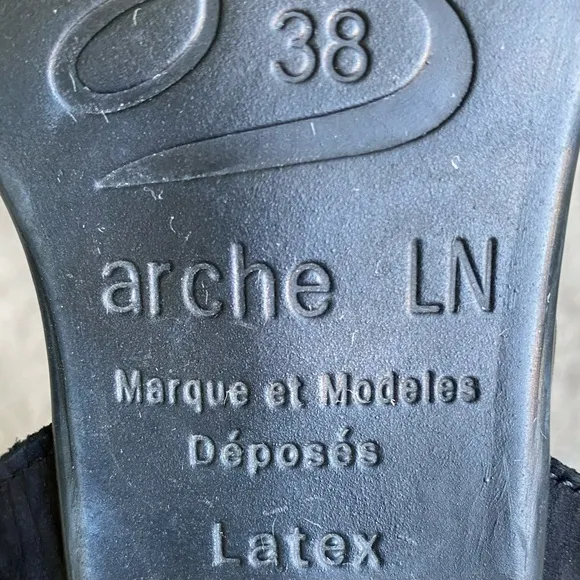 38
arche LN
Marque et Modeles
Déposés
Latex